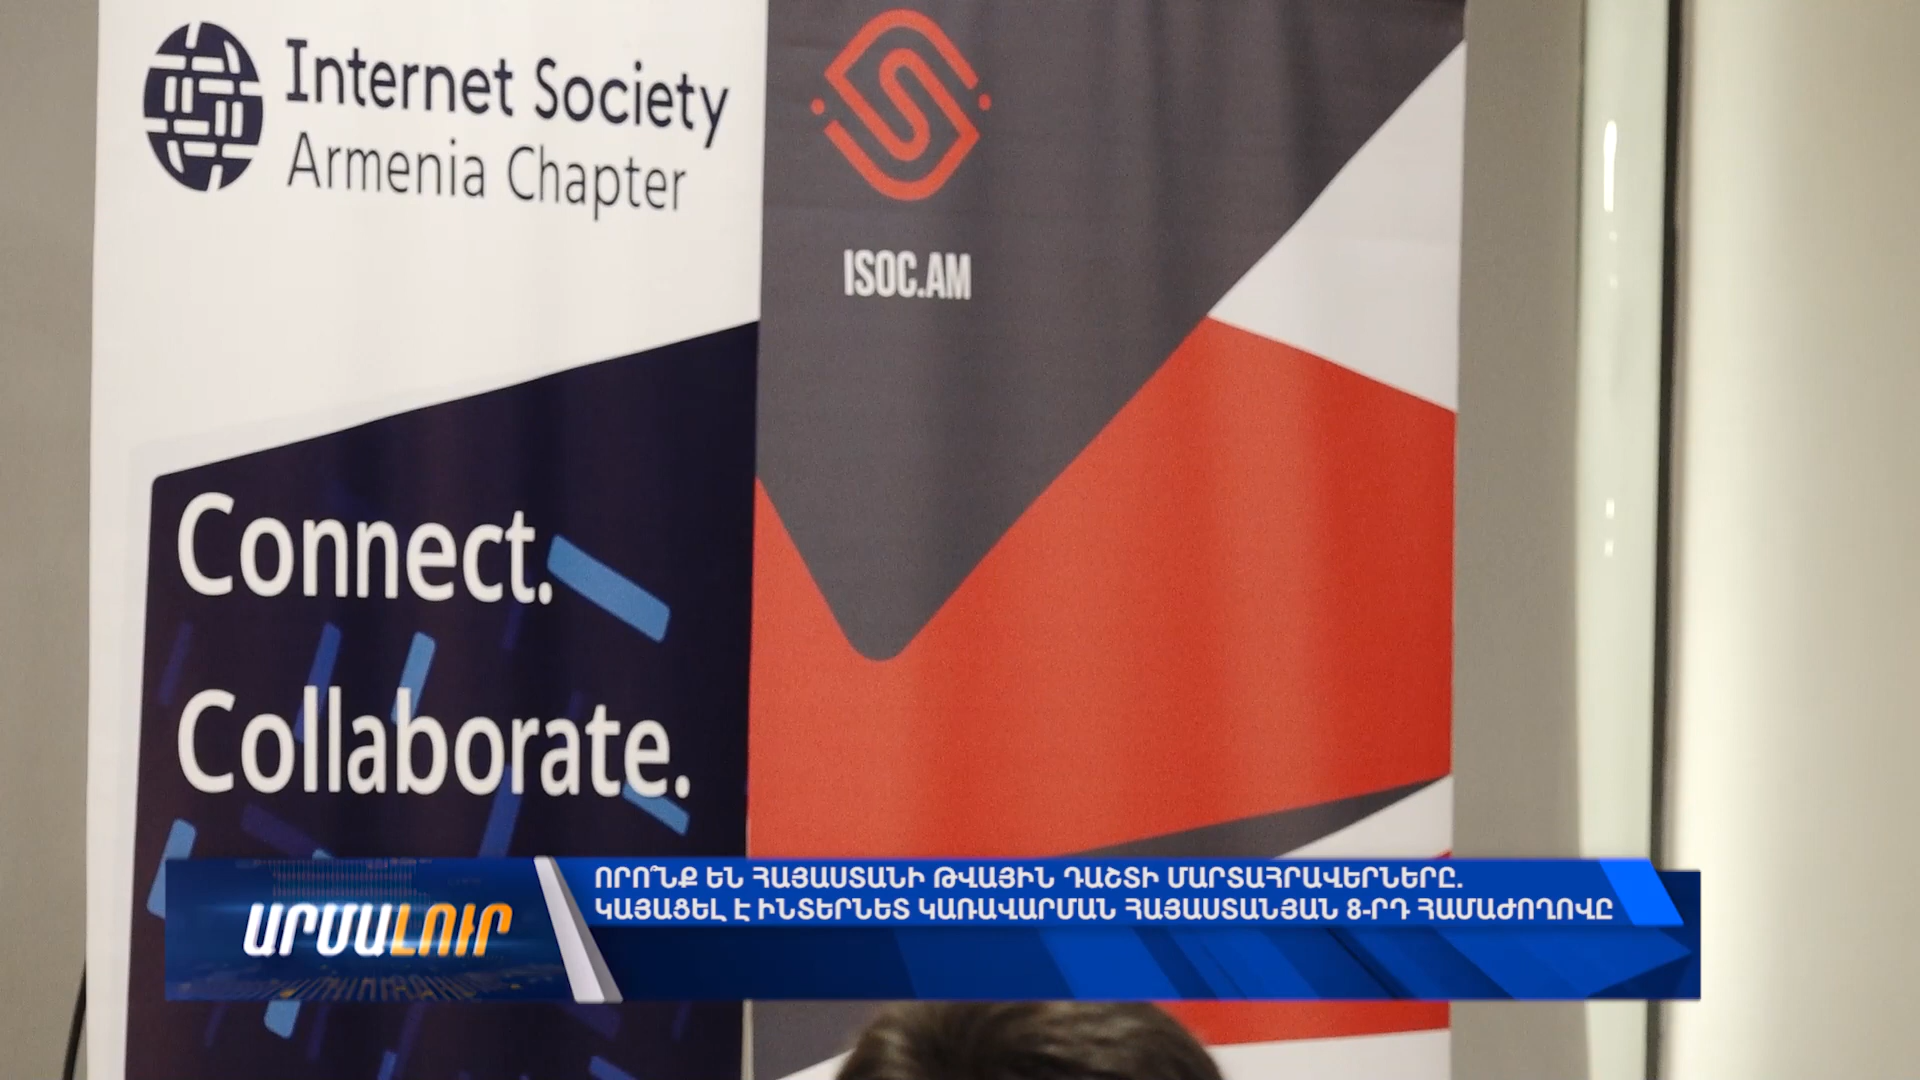 Internet Society
Armenia Chapter
ISOC.AM
Connect.
Collaborate.
ԱՐՄԱԼՈՒՐ
ՈՐՈ՞ՆՔ ԵՆ ՀԱՅԱՍՏԱՆԻ ԹՎԱՅԻՆ ԴԱՇՏԻ ՄԱՐՏԱՀՐԱՎԵՐՆԵՐԸ.
ԿԱՅԱՑԵԼ Է ԻՆՏԵՐՆԵՏ ԿԱՌԱՎԱՐՄԱՆ ՀԱՅԱՍՏԱՆՅԱՆ 8-ՐԴ ՀԱՄԱԺՈՂՈՎԸ